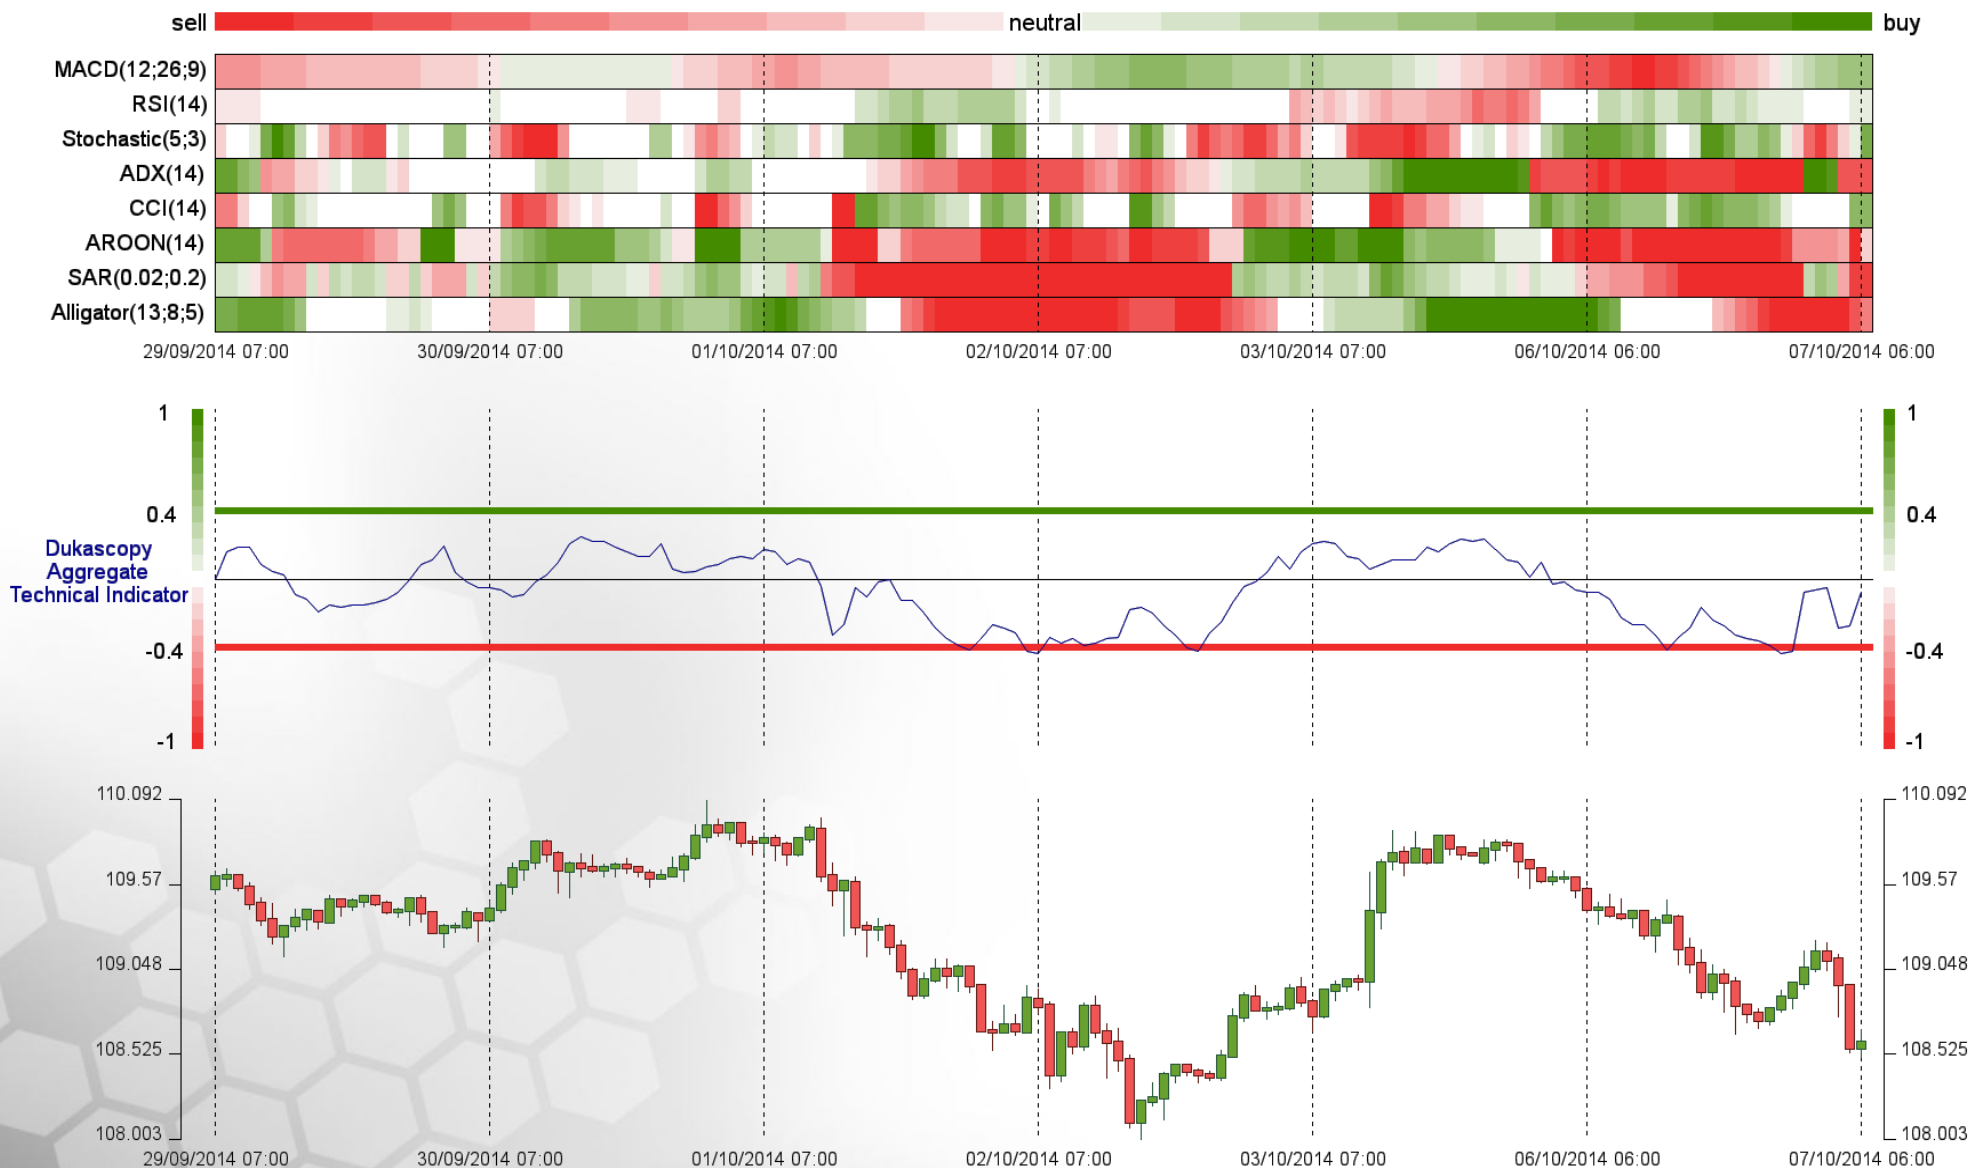 sell neutral buy
MACD(12;26;9)
RSI(14)
Stochastic(5;3)
ADX(14)
CCI(14)
AROON(14)
SAR(0.02;0.2)
Alligator(13;8;5)
29/09/2014 07:00 30/09/2014 07:00 01/10/2014 07:00 02/10/2014 07:00 03/10/2014 07:00 06/10/2014 06:00 07/10/2014 06:00
1 1
0.4 0.4
Dukascopy
Aggregate
Technical Indicator
-0.4 -0.4
-1 -1
110.092 110.092
109.57 109.57
109.048 109.048
108.525 108.525
108.003 108.003
29/09/2014 07:00 30/09/2014 07:00 01/10/2014 07:00 02/10/2014 07:00 03/10/2014 07:00 06/10/2014 06:00 07/10/2014 06:00